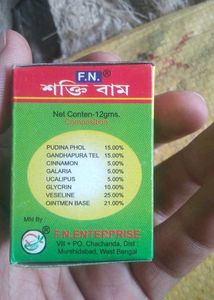 F.N.®
শক্তি বাম
Net Conten-12gms.
Composition
PUDINA PHOL 15.00%
GANDHAPURA TEL 15.00%
CINNAMON 5.00%
GALARIA 5.00%
UCALIPUS 5.00%
GLYCRIN 10.00%
VESELINE 25.00%
OINTMEN BASE 21.00%
Mfd By
® F.N.ENTERPRISE
Vill + PO. Chachanda, Dist :
Murshidabad, West Bengal